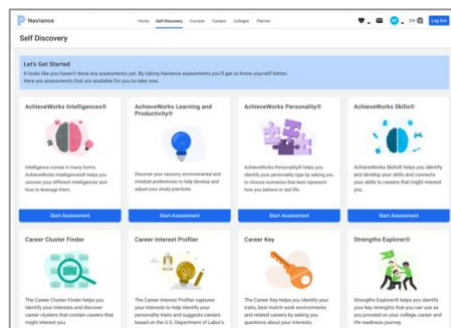 Naviance
Home Self-Discovery Courses Careers Colleges Planner
EN
Log Out
Self Discovery
Let's Get Started
It looks like you haven't done any assessments yet. By taking Naviance assessments you'll get to know yourself better.
Here are assessments that are available for you to take now.
AchieveWorks Intelligences®
Intelligence comes in many forms.
AchieveWorks Intelligences® helps you
uncover your different intelligences and
how to leverage them.
Start Assessment
AchieveWorks Learning and
Productivity®
Discover your sensory, environmental and
mindset preferences to help develop and
adjust your study practices.
Start Assessment
AchieveWorks Personality®
AchieveWorks Personality® helps you
identify your personality type by asking you
to choose scenarios that best represent
how you behave in real life.
Start Assessment
AchieveWorks Skills®
AchieveWorks Skills® helps you identify
and develop your skills and connects
your skills to careers that might interest
you.
Start Assessment
Career Cluster Finder
The Career Cluster Finder helps you
identify your interests and discover
career clusters that contain careers that
might interest you.
Career Interest Profiler
The Career Interest Profiler captures
your interests to help identify your
personality traits and suggests careers
based on the U.S. Department of Labor's
Career Key
The Career Key helps you identify your
traits, best match work environments
and related careers by asking you
questions about your interests.
Strengths Explorer®
Strengths Explorer® helps you identify
your key strengths that you can use as
you proceed on your college, career and
life readiness journey.